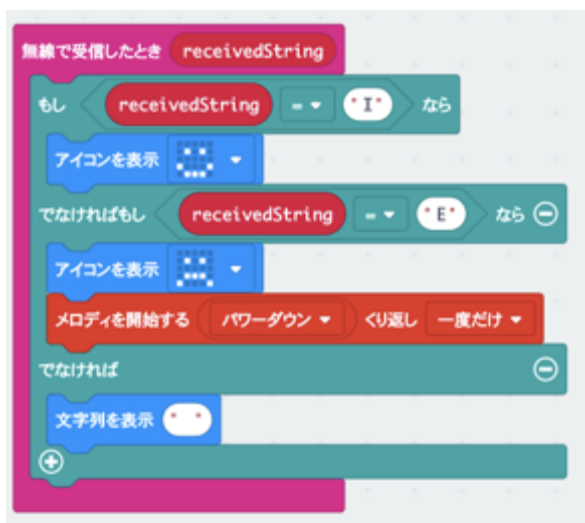 無線で受信したとき receivedString
もし receivedString = "I" なら
アイコンを表示
でなければもし receivedString = "E" なら
アイコンを表示
メロディを開始する パワーダウン くり返し 一度だけ
でなければ
文字列を表示 " "